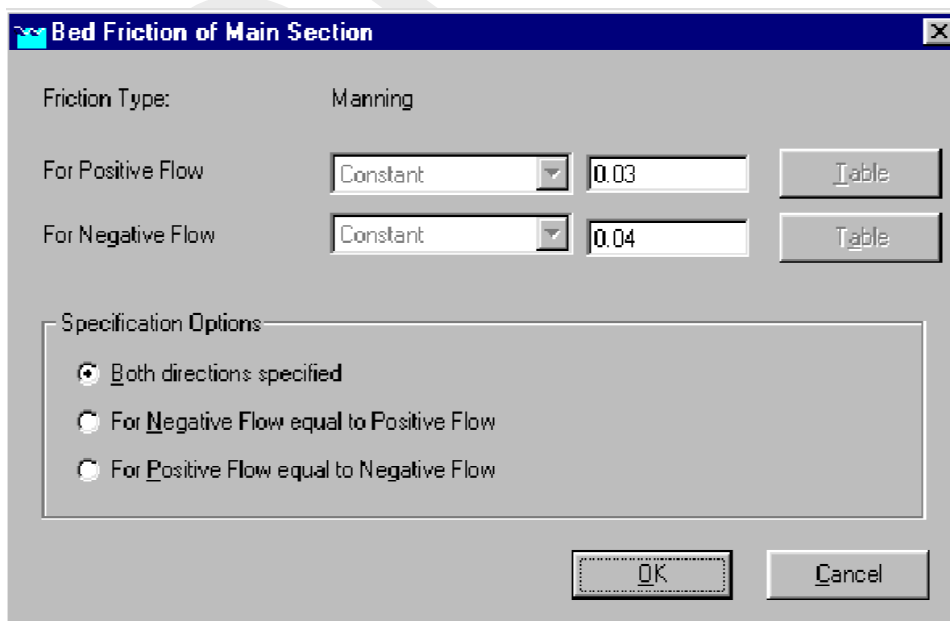 Bed Friction of Main Section
Friction Type: Manning
For Positive Flow Constant 0.03 Table
For Negative Flow Constant 0.04 Table
Specification Options
Both directions specified
For Negative Flow equal to Positive Flow
For Positive Flow equal to Negative Flow
OK Cancel